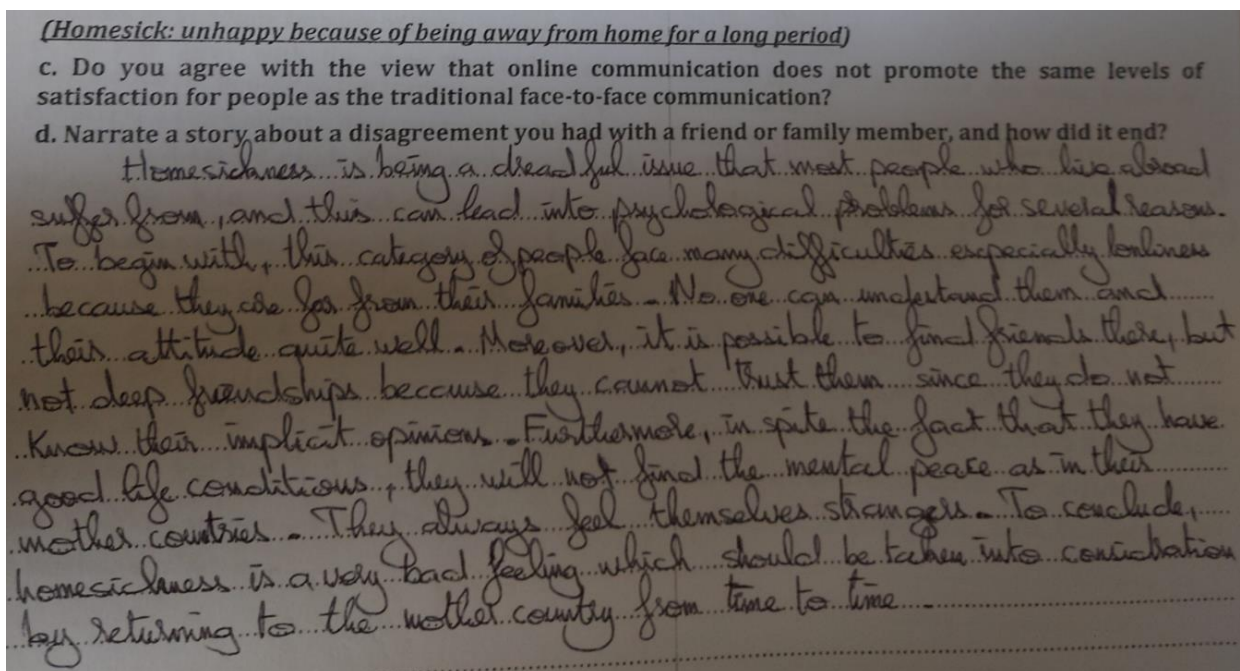 (Homesick: unhappy because of being away from home for a long period)
c. Do you agree with the view that online communication does not promote the same levels of
satisfaction for people as the traditional face-to-face communication?
d. Narrate a story about a disagreement you had with a friend or family member, and how did it end?
Homesickness is being a dreadful issue that most people who live abroad
suffer from, and this can lead into psychological problems for several reasons.
To begin with, this category of people face many difficulties escpecially lonliness
because they are far from their families. No one can understand them and
their attitude quite well. Moreover, it is possible to find friends there, but
not deep friendships because they cannot trust them since they do not
Know their implicit opinions. Furthermore, in spite the fact that they have
good life conditions, they will not find the mental peace as in their
mother countries. They always feel themselves strangers. To conclude,
homesickness is a very bad feeling which should be taken into
by returning to the mother country from time to time.